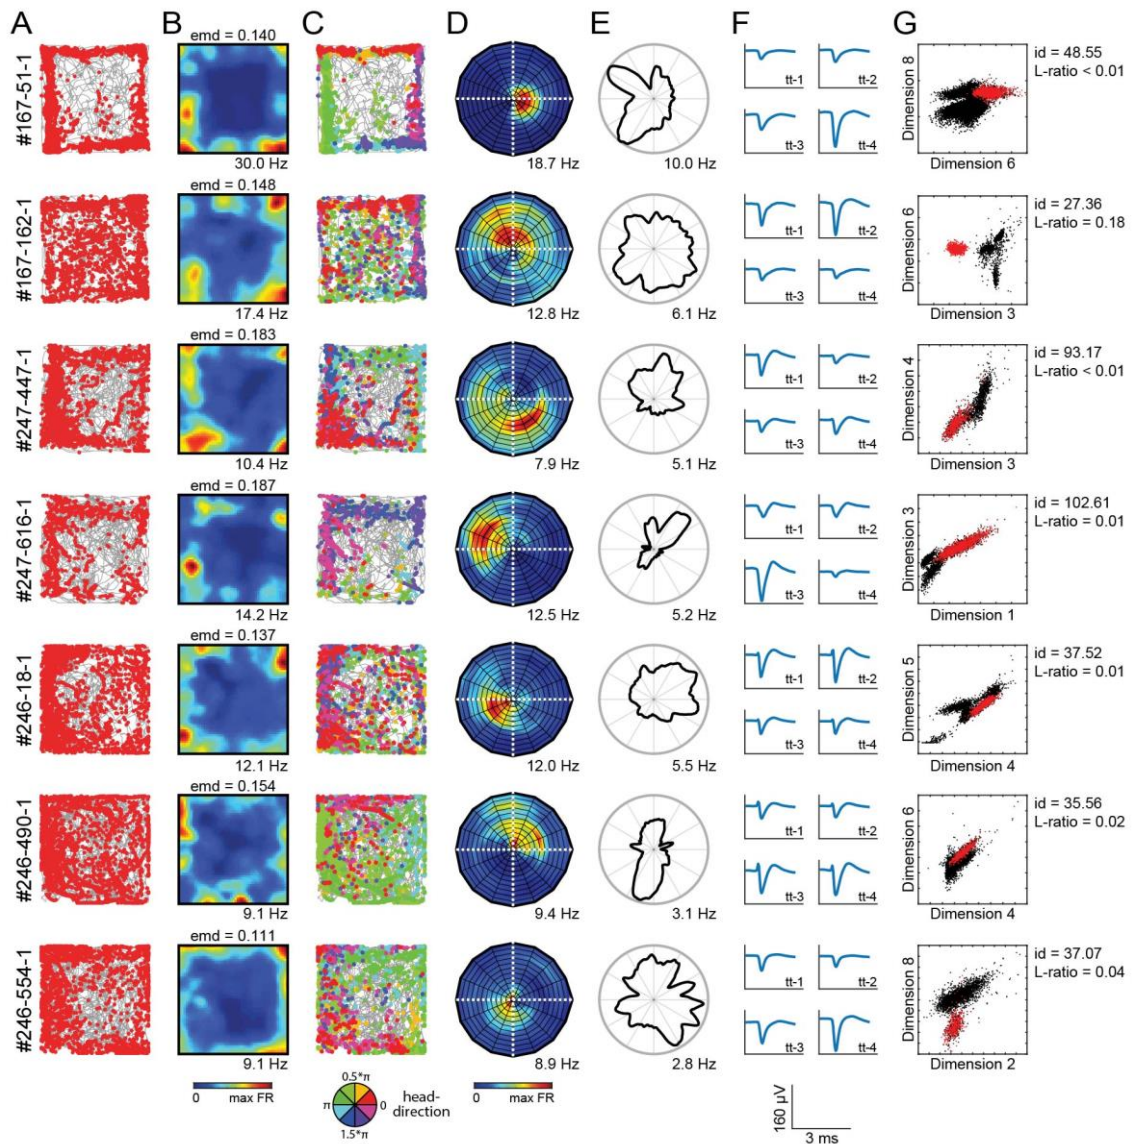 A B C D E F G
#167-51-1
emd = 0.140
30.0 Hz
18.7 Hz
10.0 Hz
tt-1
tt-2
tt-3
tt-4
Dimension 8
Dimension 6
id = 48.55
L-ratio < 0.01
#167-162-1
emd = 0.148
17.4 Hz
12.8 Hz
6.1 Hz
tt-1
tt-2
tt-3
tt-4
Dimension 6
Dimension 3
id = 27.36
L-ratio = 0.18
#247-447-1
emd = 0.183
10.4 Hz
7.9 Hz
5.1 Hz
tt-1
tt-2
tt-3
tt-4
Dimension 4
Dimension 3
id = 93.17
L-ratio < 0.01
#247-616-1
emd = 0.187
14.2 Hz
12.5 Hz
5.2 Hz
tt-1
tt-2
tt-3
tt-4
Dimension 3
Dimension 1
id = 102.61
L-ratio = 0.01
#246-18-1
emd = 0.137
12.1 Hz
12.0 Hz
5.5 Hz
tt-1
tt-2
tt-3
tt-4
Dimension 5
Dimension 4
id = 37.52
L-ratio = 0.01
#246-490-1
emd = 0.154
9.1 Hz
9.4 Hz
3.1 Hz
tt-1
tt-2
tt-3
tt-4
Dimension 6
Dimension 4
id = 35.56
L-ratio = 0.02
#246-554-1
emd = 0.111
9.1 Hz
8.9 Hz
2.8 Hz
tt-1
tt-2
tt-3
tt-4
Dimension 8
Dimension 2
id = 37.07
L-ratio = 0.04
0 max FR
0.5*π
π
0
1.5*π
head-
direction
0 max FR
160 µV
3 ms